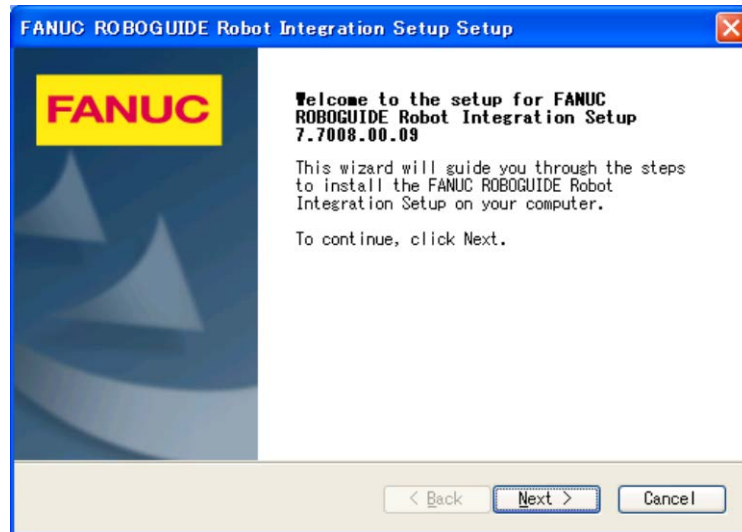 FANUC ROBOGUIDE Robot Integration Setup Setup
FANUC
Welcome to the setup for FANUC
ROBOGUIDE Robot Integration Setup
7.7008.00.09
This wizard will guide you through the steps
to install the FANUC ROBOGUIDE Robot
Integration Setup on your computer.
To continue, click Next.
< Back
Next >
Cancel